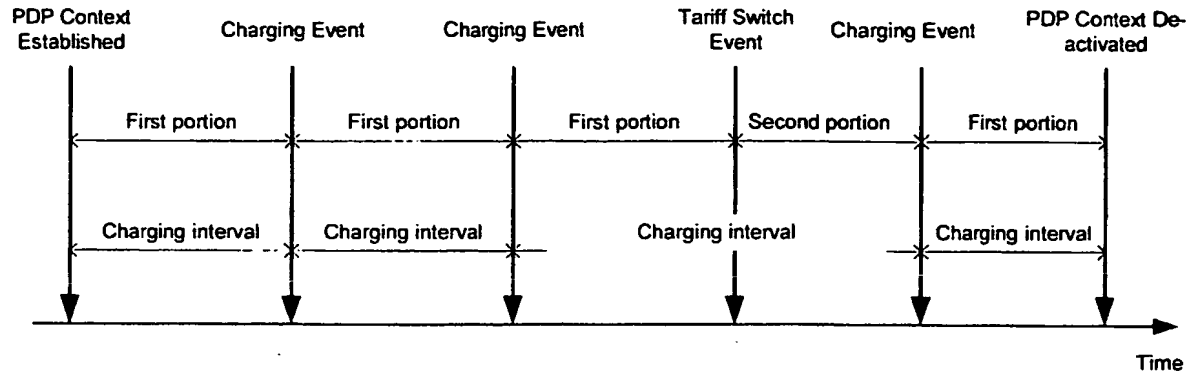 PDP Context
Established
Charging Event
Charging Event
Tariff Switch
Event
Charging Event
PDP Context De-
activated
First portion
First portion
First portion
Second portion
First portion
Charging interval
Charging interval
Charging interval
Charging interval
Time